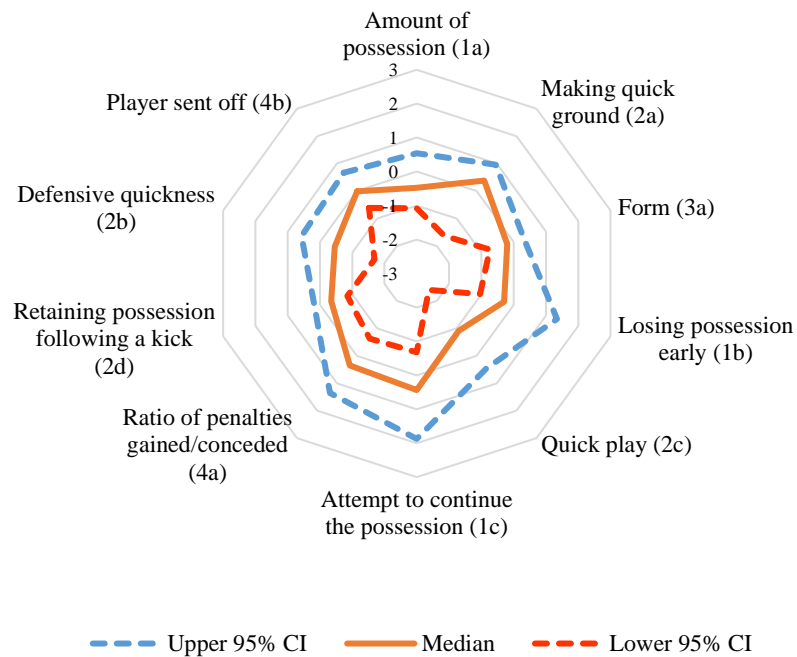 Amount of
possession (1a)
Making quick
ground (2a)
Form (3a)
Losing possession
early (1b)
Quick play (2c)
Attempt to continue
the possession (1c)
Ratio of penalties
gained/conceded
(4a)
Retaining possession
following a kick
(2d)
Defensive quickness
(2b)
Player sent off (4b)
3
2
1
0
-1
-2
-3
Upper 95% CI
Median
Lower 95% CI